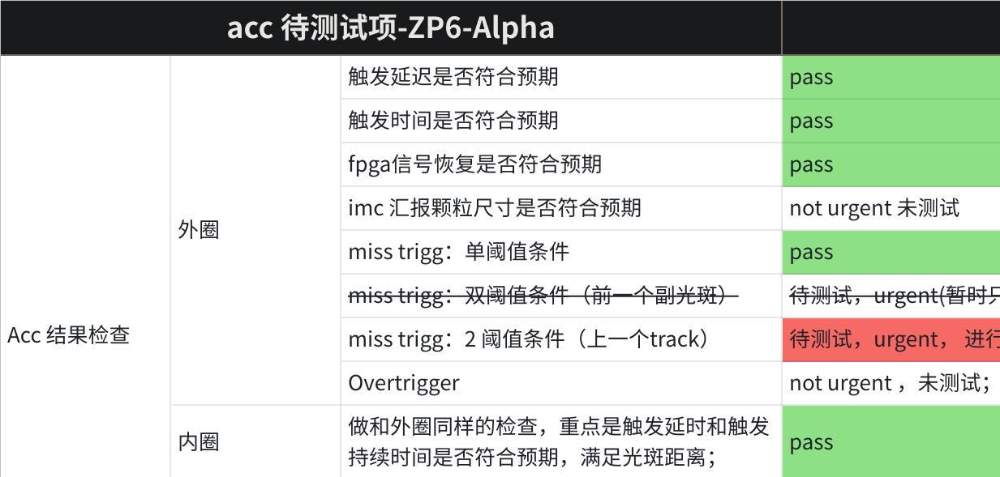 acc 待测试项-ZP6-Alpha
触发延迟是否符合预期
pass
触发时间是否符合预期
pass
fpga信号恢复是否符合预期
pass
imc 汇报颗粒尺寸是否符合预期
not urgent 未测试
外圈
miss trigg：单阈值条件
pass
miss trigg：双阈值条件（前一个副光斑）
待测试，urgent(暂时只
Acc 结果检查
miss trigg：2 阈值条件（上一个track）
待测试，urgent， 进行
Overtrigger
not urgent ，未测试；
内圈
做和外圈同样的检查，重点是触发延时和触发
持续时间是否符合预期，满足光斑距离；
pass